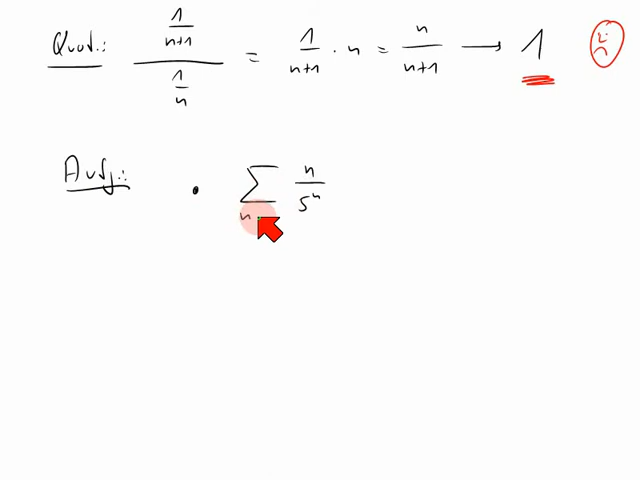 Quot.: (1/(n+1))/(1/n) = 1/(n+1) · n = n/(n+1) → 1
Aufg.: • ∑ n n/5ⁿ